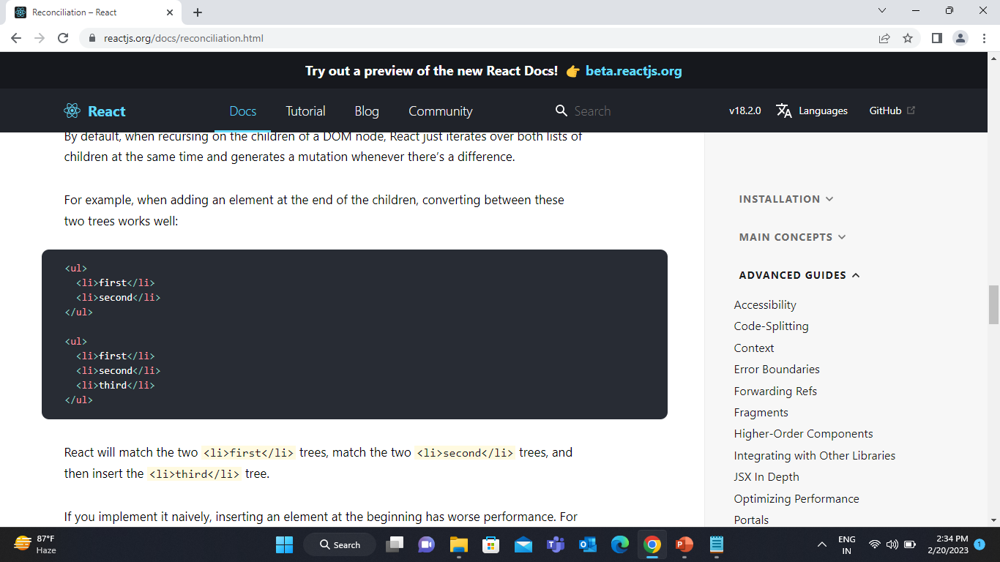 Reconciliation – React
reactjs.org/docs/reconciliation.html
Try out a preview of the new React Docs! 👉 beta.reactjs.org
React Docs Tutorial Blog Community Search v18.2.0 Languages GitHub
By default, when recursing on the children of a DOM node, React just iterates over both lists of
children at the same time and generates a mutation whenever there’s a difference.
For example, when adding an element at the end of the children, converting between these
two trees works well:
<ul>
  <li>first</li>
  <li>second</li>
</ul>
<ul>
  <li>first</li>
  <li>second</li>
  <li>third</li>
</ul>
React will match the two <li>first</li> trees, match the two <li>second</li> trees, and
then insert the <li>third</li> tree.
If you implement it naively, inserting an element at the beginning has worse performance. For
INSTALLATION
MAIN CONCEPTS
ADVANCED GUIDES
Accessibility
Code-Splitting
Context
Error Boundaries
Forwarding Refs
Fragments
Higher-Order Components
Integrating with Other Libraries
JSX In Depth
Optimizing Performance
Portals
87°F
Haze
Search
ENG
IN
2:34 PM
2/20/2023
1